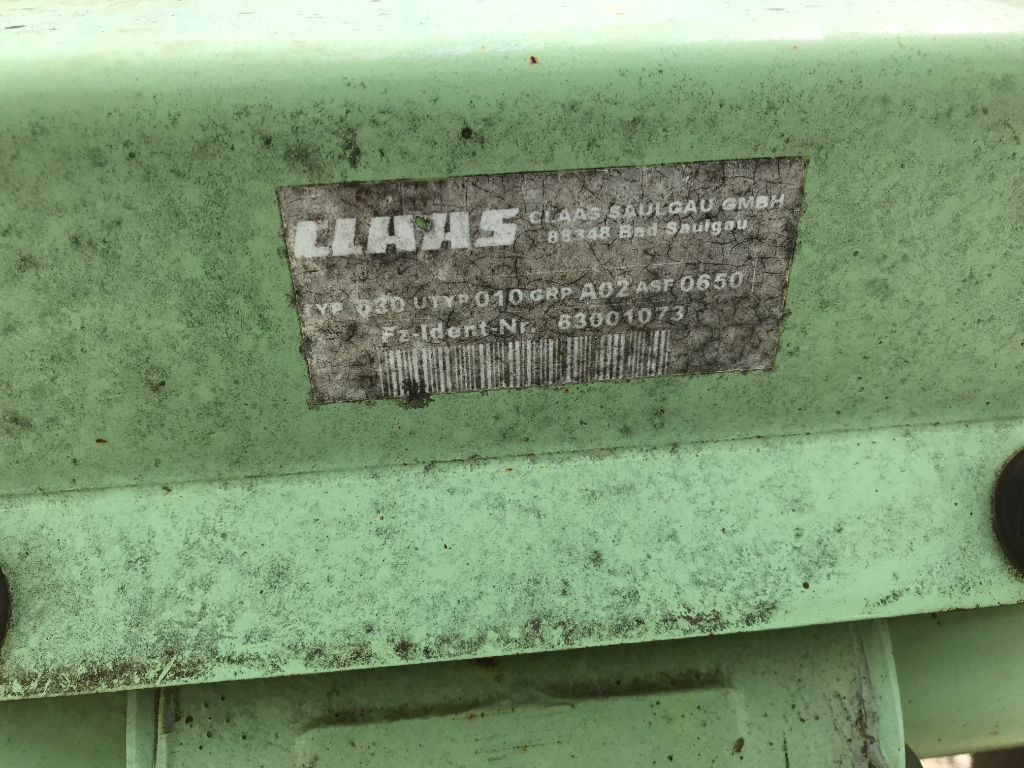 CLAAS
CLAAS SAULGAU GMBH
88348 Bad Saulgau
TYP 030 UTYP 010 GRP A02 ASF 0650
Fz-Ident-Nr. 63001073